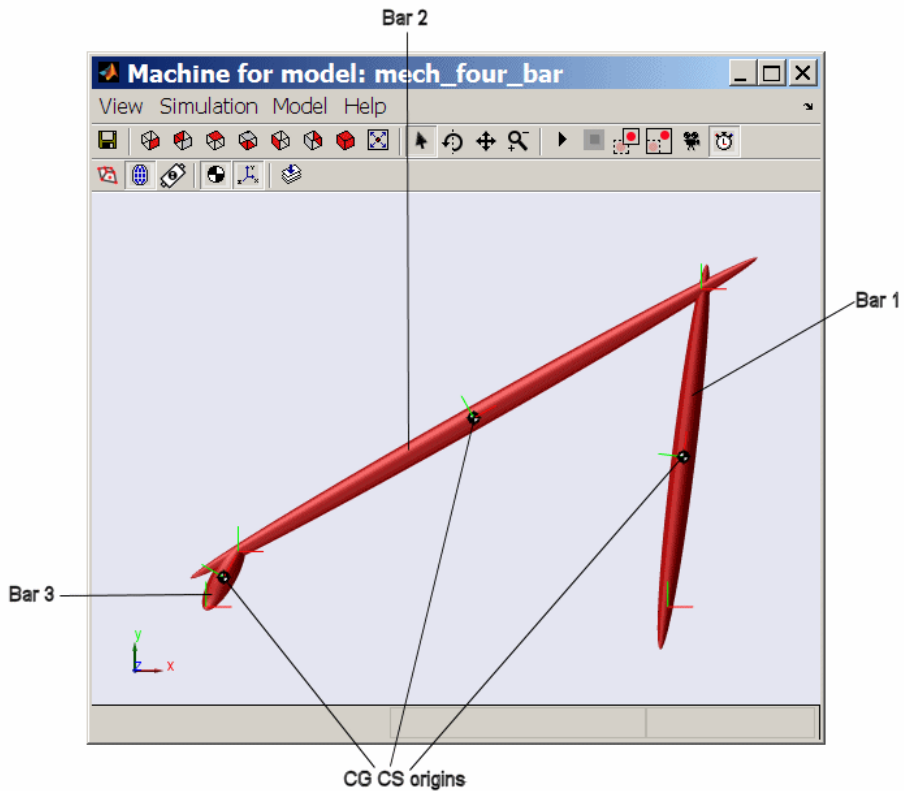 Bar 2
Machine for model: mech_four_bar
View Simulation Model Help
Bar 1
Bar 3
y
z x
CG CS origins